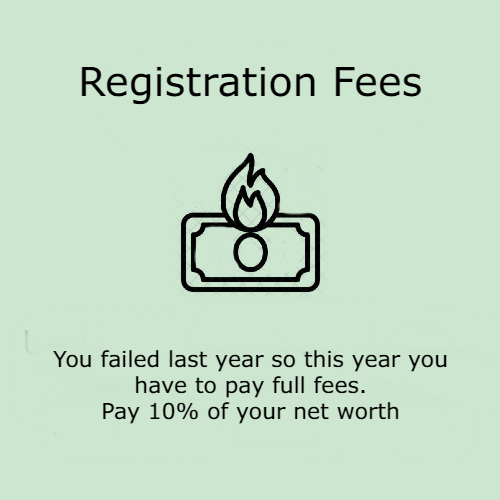 Registration Fees
You failed last year so this year you
have to pay full fees.
Pay 10% of your net worth